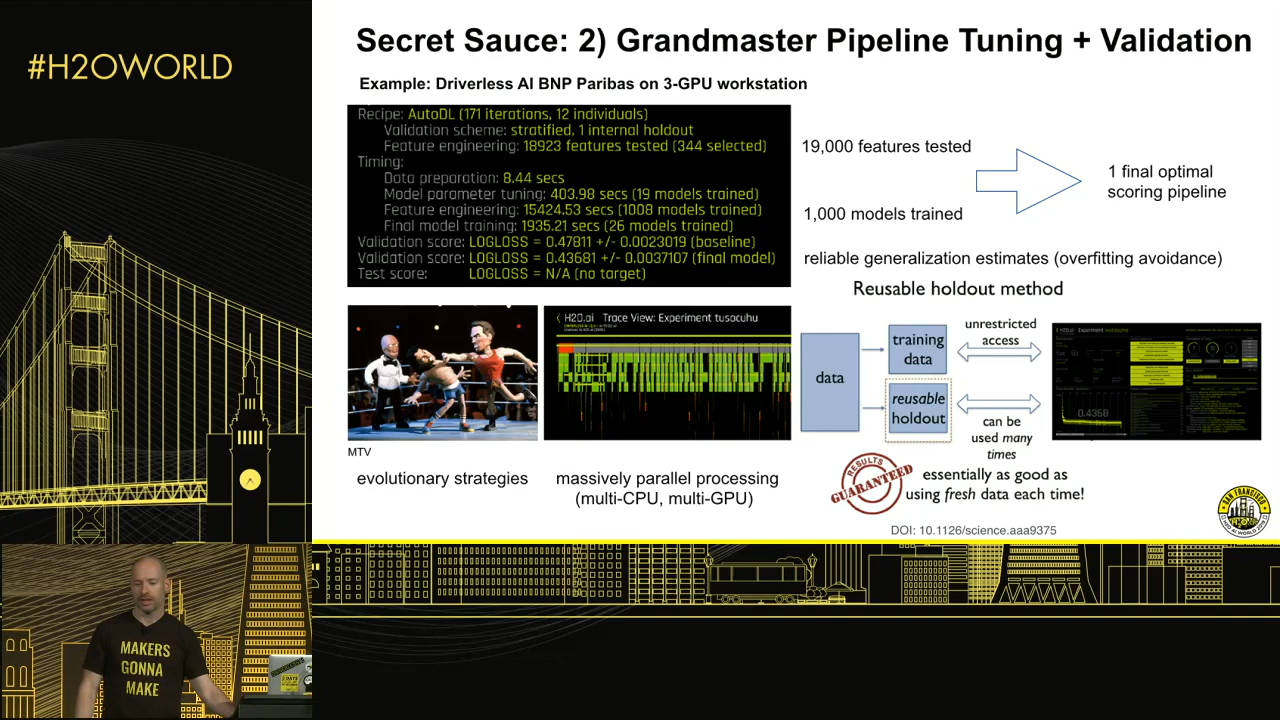 #H2OWORLD
Secret Sauce: 2) Grandmaster Pipeline Tuning + Validation
Example: Driverless AI BNP Paribas on 3-GPU workstation
Recipe: AutoDL (171 iterations, 12 individuals)
Validation scheme: stratified, 1 internal holdout
Feature engineering: 18923 features tested (344 selected)
Timing:
Data preparation: 8.44 secs
Model parameter tuning: 403.98 secs (19 models trained)
Feature engineering: 15424.53 secs (1008 models trained)
Final model training: 1935.21 secs (26 models trained)
Validation score: LOGLOSS = 0.47811 +/- 0.0023019 (baseline)
Validation score: LOGLOSS = 0.43681 +/- 0.0037107 (final model)
Test score: LOGLOSS = N/A (no target)
19,000 features tested
1,000 models trained
1 final optimal
scoring pipeline
reliable generalization estimates (overfitting avoidance)
Reusable holdout method
MTV
evolutionary strategies
H2O.ai Trace View: Experiment tusacuhu
massively parallel processing
(multi-CPU, multi-GPU)
data
training
data
reusable
holdout
unrestricted
access
can be
used many
times
H2O.ai Experiment
0.4368
RESULTS
GUARANTEED
essentially as good as
using fresh data each time!
DOI: 10.1126/science.aaa9375
SAN FRANCISCO
MAKERS
GONNA
MAKE